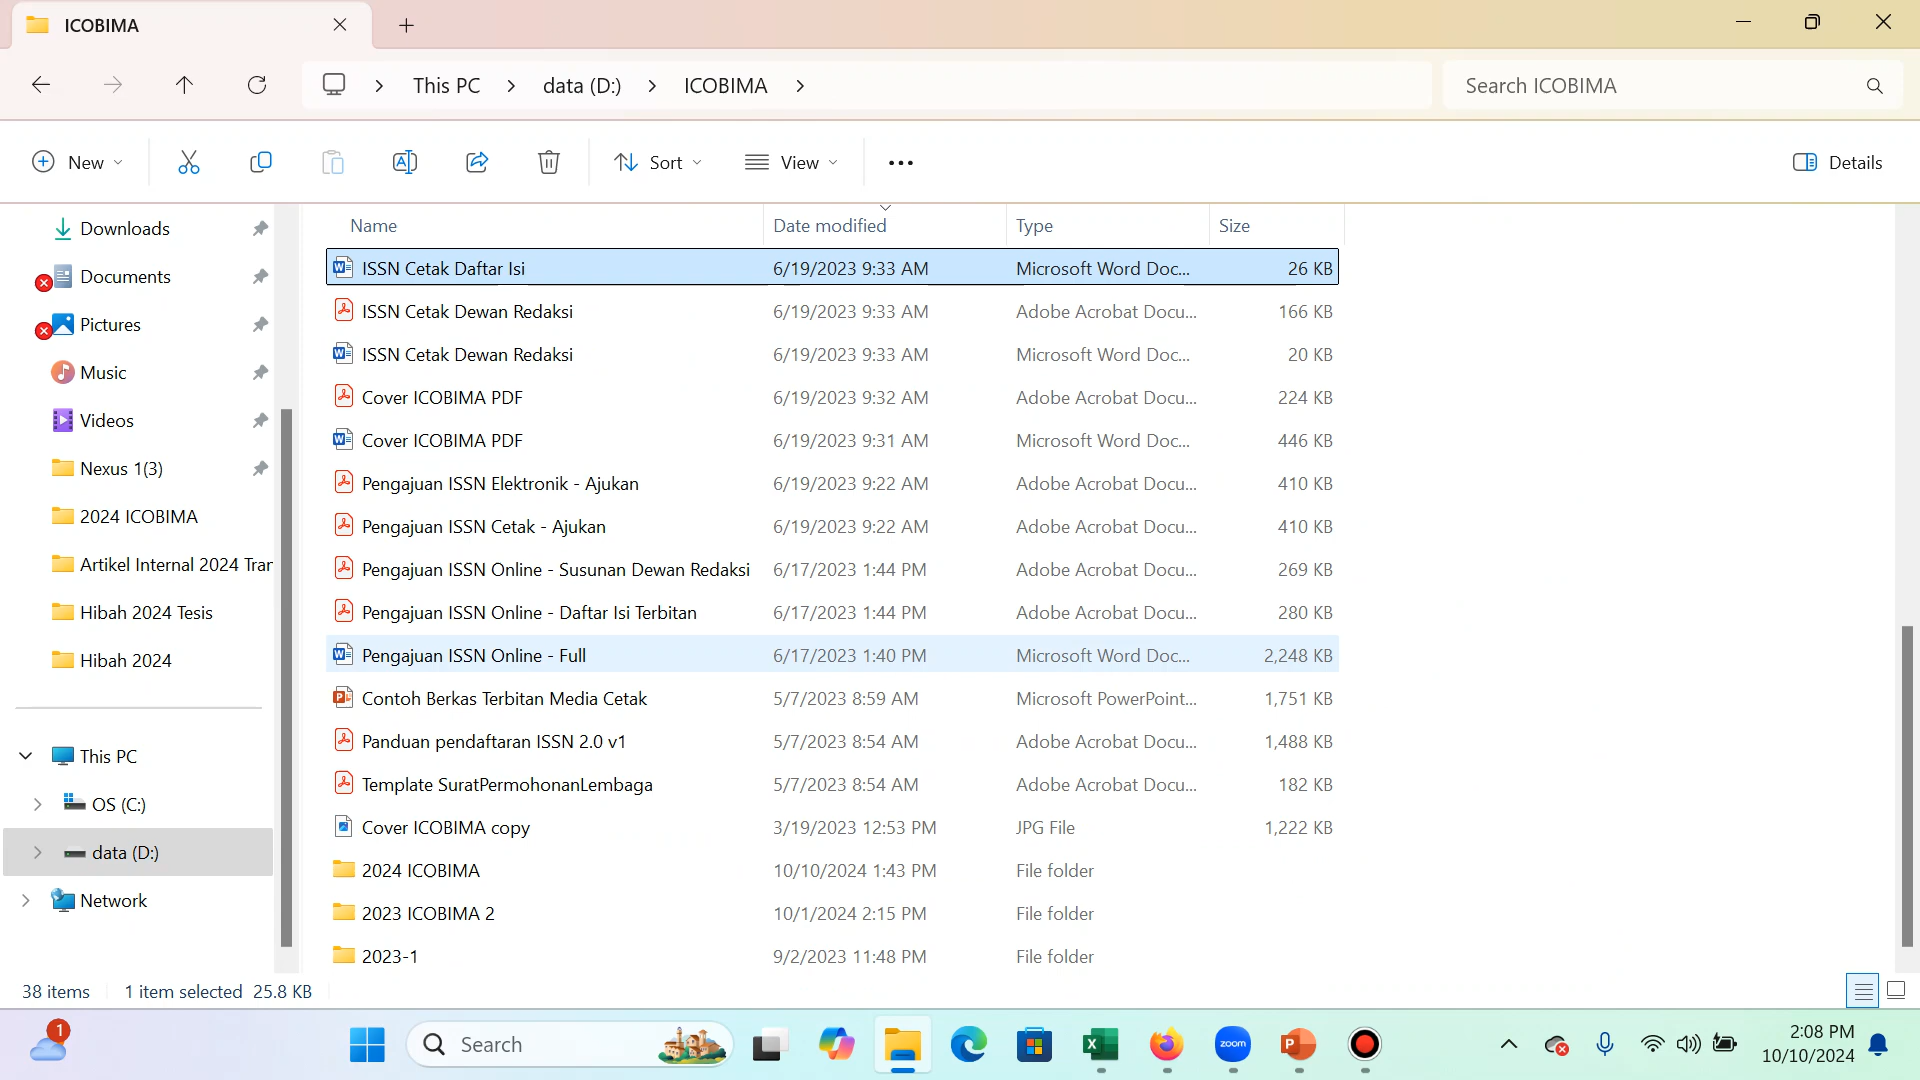 ICOBIMA
This PC data (D:) ICOBIMA
Search ICOBIMA
New Sort View ... Details
Downloads
Documents
Pictures
Music
Videos
Nexus 1(3)
2024 ICOBIMA
Artikel Internal 2024 Tran
Hibah 2024 Tesis
Hibah 2024
This PC
OS (C:)
data (D:)
Network
Name Date modified Type Size
ISSN Cetak Daftar Isi 6/19/2023 9:33 AM Microsoft Word Doc... 26 KB
ISSN Cetak Dewan Redaksi 6/19/2023 9:33 AM Adobe Acrobat Docu... 166 KB
ISSN Cetak Dewan Redaksi 6/19/2023 9:33 AM Microsoft Word Doc... 20 KB
Cover ICOBIMA PDF 6/19/2023 9:32 AM Adobe Acrobat Docu... 224 KB
Cover ICOBIMA PDF 6/19/2023 9:31 AM Microsoft Word Doc... 446 KB
Pengajuan ISSN Elektronik - Ajukan 6/19/2023 9:22 AM Adobe Acrobat Docu... 410 KB
Pengajuan ISSN Cetak - Ajukan 6/19/2023 9:22 AM Adobe Acrobat Docu... 410 KB
Pengajuan ISSN Online - Susunan Dewan Redaksi 6/17/2023 1:44 PM Adobe Acrobat Docu... 269 KB
Pengajuan ISSN Online - Daftar Isi Terbitan 6/17/2023 1:44 PM Adobe Acrobat Docu... 280 KB
Pengajuan ISSN Online - Full 6/17/2023 1:40 PM Microsoft Word Doc... 2,248 KB
Contoh Berkas Terbitan Media Cetak 5/7/2023 8:59 AM Microsoft PowerPoint... 1,751 KB
Panduan pendaftaran ISSN 2.0 v1 5/7/2023 8:54 AM Adobe Acrobat Docu... 1,488 KB
Template SuratPermohonanLembaga 5/7/2023 8:54 AM Adobe Acrobat Docu... 182 KB
Cover ICOBIMA copy 3/19/2023 12:53 PM JPG File 1,222 KB
2024 ICOBIMA 10/10/2024 1:43 PM File folder
2023 ICOBIMA 2 10/1/2024 2:15 PM File folder
2023-1 9/2/2023 11:48 PM File folder
38 items 1 item selected 25.8 KB
1 Search zoom 2:08 PM
10/10/2024